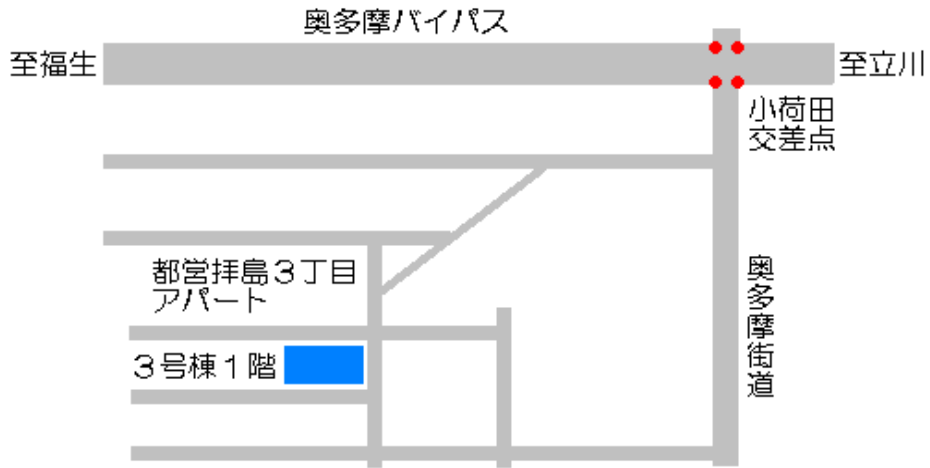 奥多摩バイパス
至福生
至立川
小荷田
交差点
都営拝島３丁目
アパート
３号棟１階
奥多摩街道